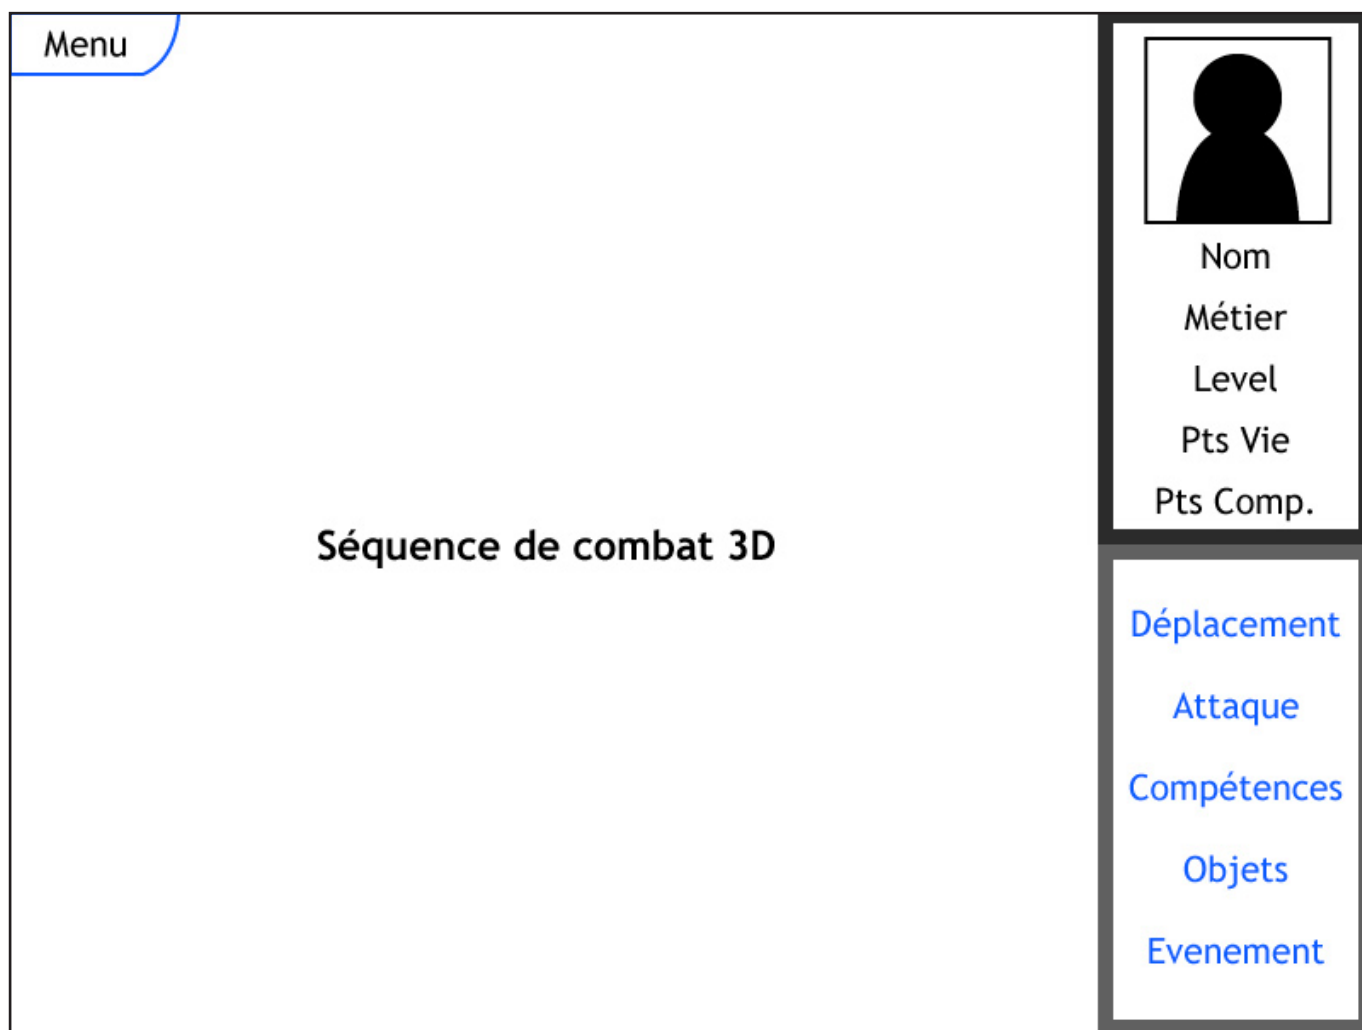 Menu
Séquence de combat 3D
Nom
Métier
Level
Pts Vie
Pts Comp.
Déplacement
Attaque
Compétences
Objets
Evenement